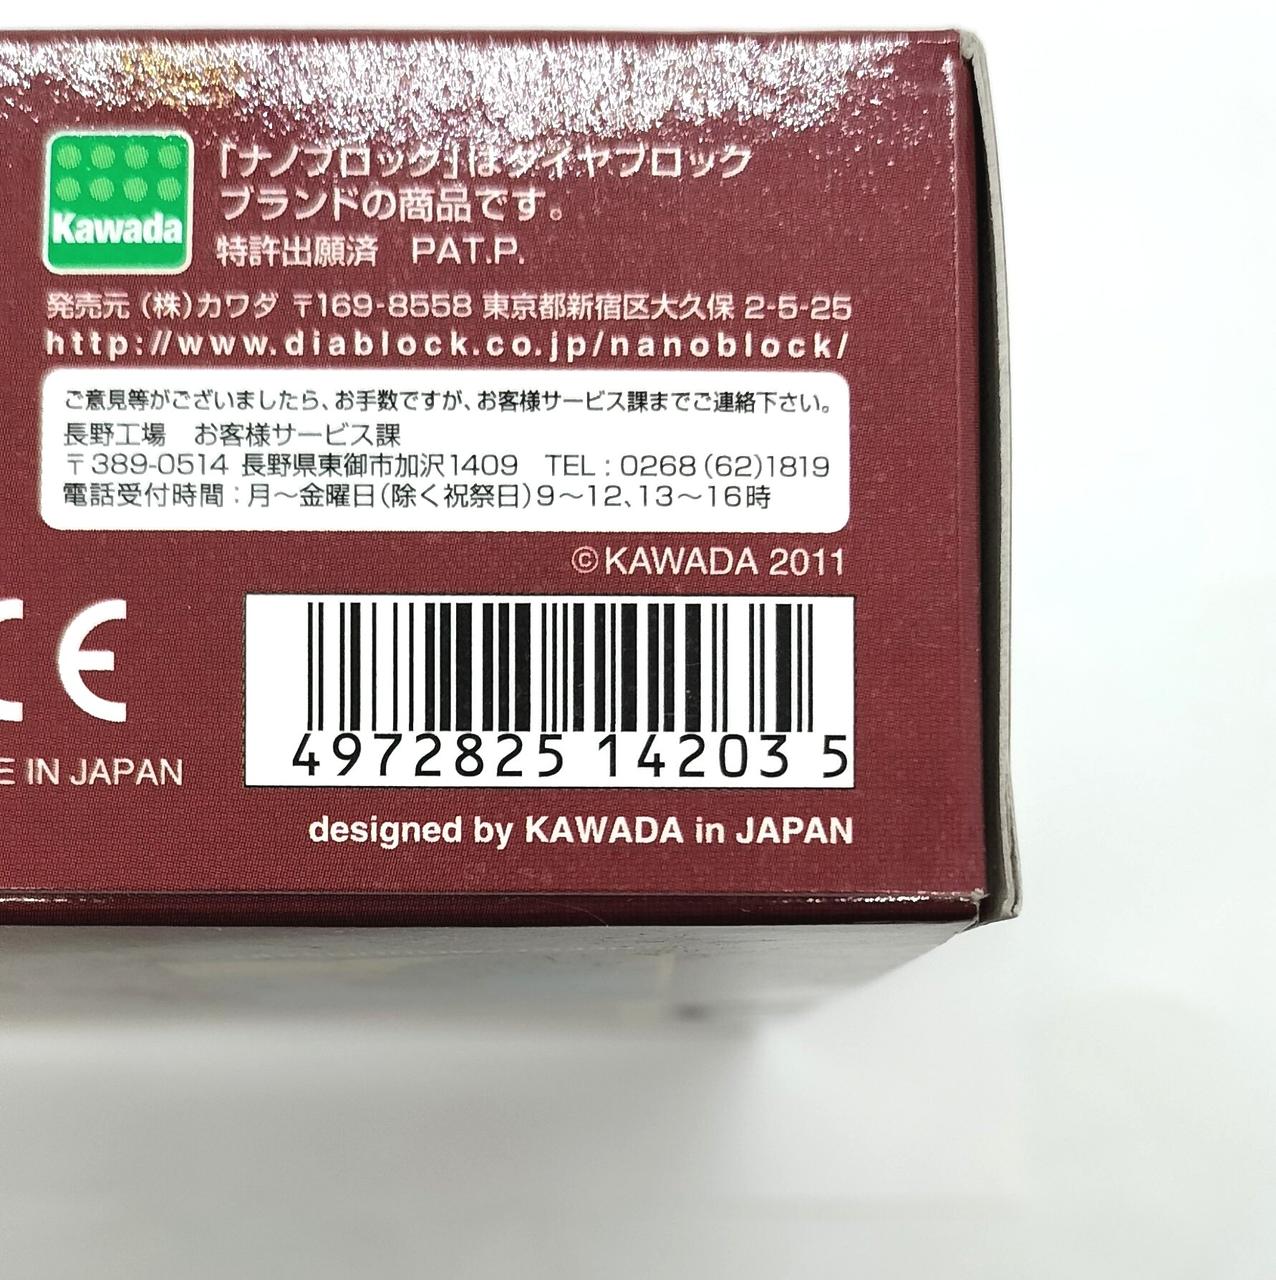 Kawada
「ナノブロック」はダイヤブロック
ブランドの商品です。
特許出願済 PAT.P.
発売元 (株)カワダ 〒169-8558 東京都新宿区大久保 2-5-25
http://www.diablock.co.jp/nanoblock/
ご意見等がございましたら、お手数ですが、お客様サービス課までご連絡下さい。
長野工場 お客様サービス課
〒389-0514 長野県東御市加沢1409 TEL:0268(62)1819
電話受付時間:月~金曜日(除く祝祭日)9~12、13~16時
©KAWADA 2011
CE
4972825 14203 5
E IN JAPAN
designed by KAWADA in JAPAN